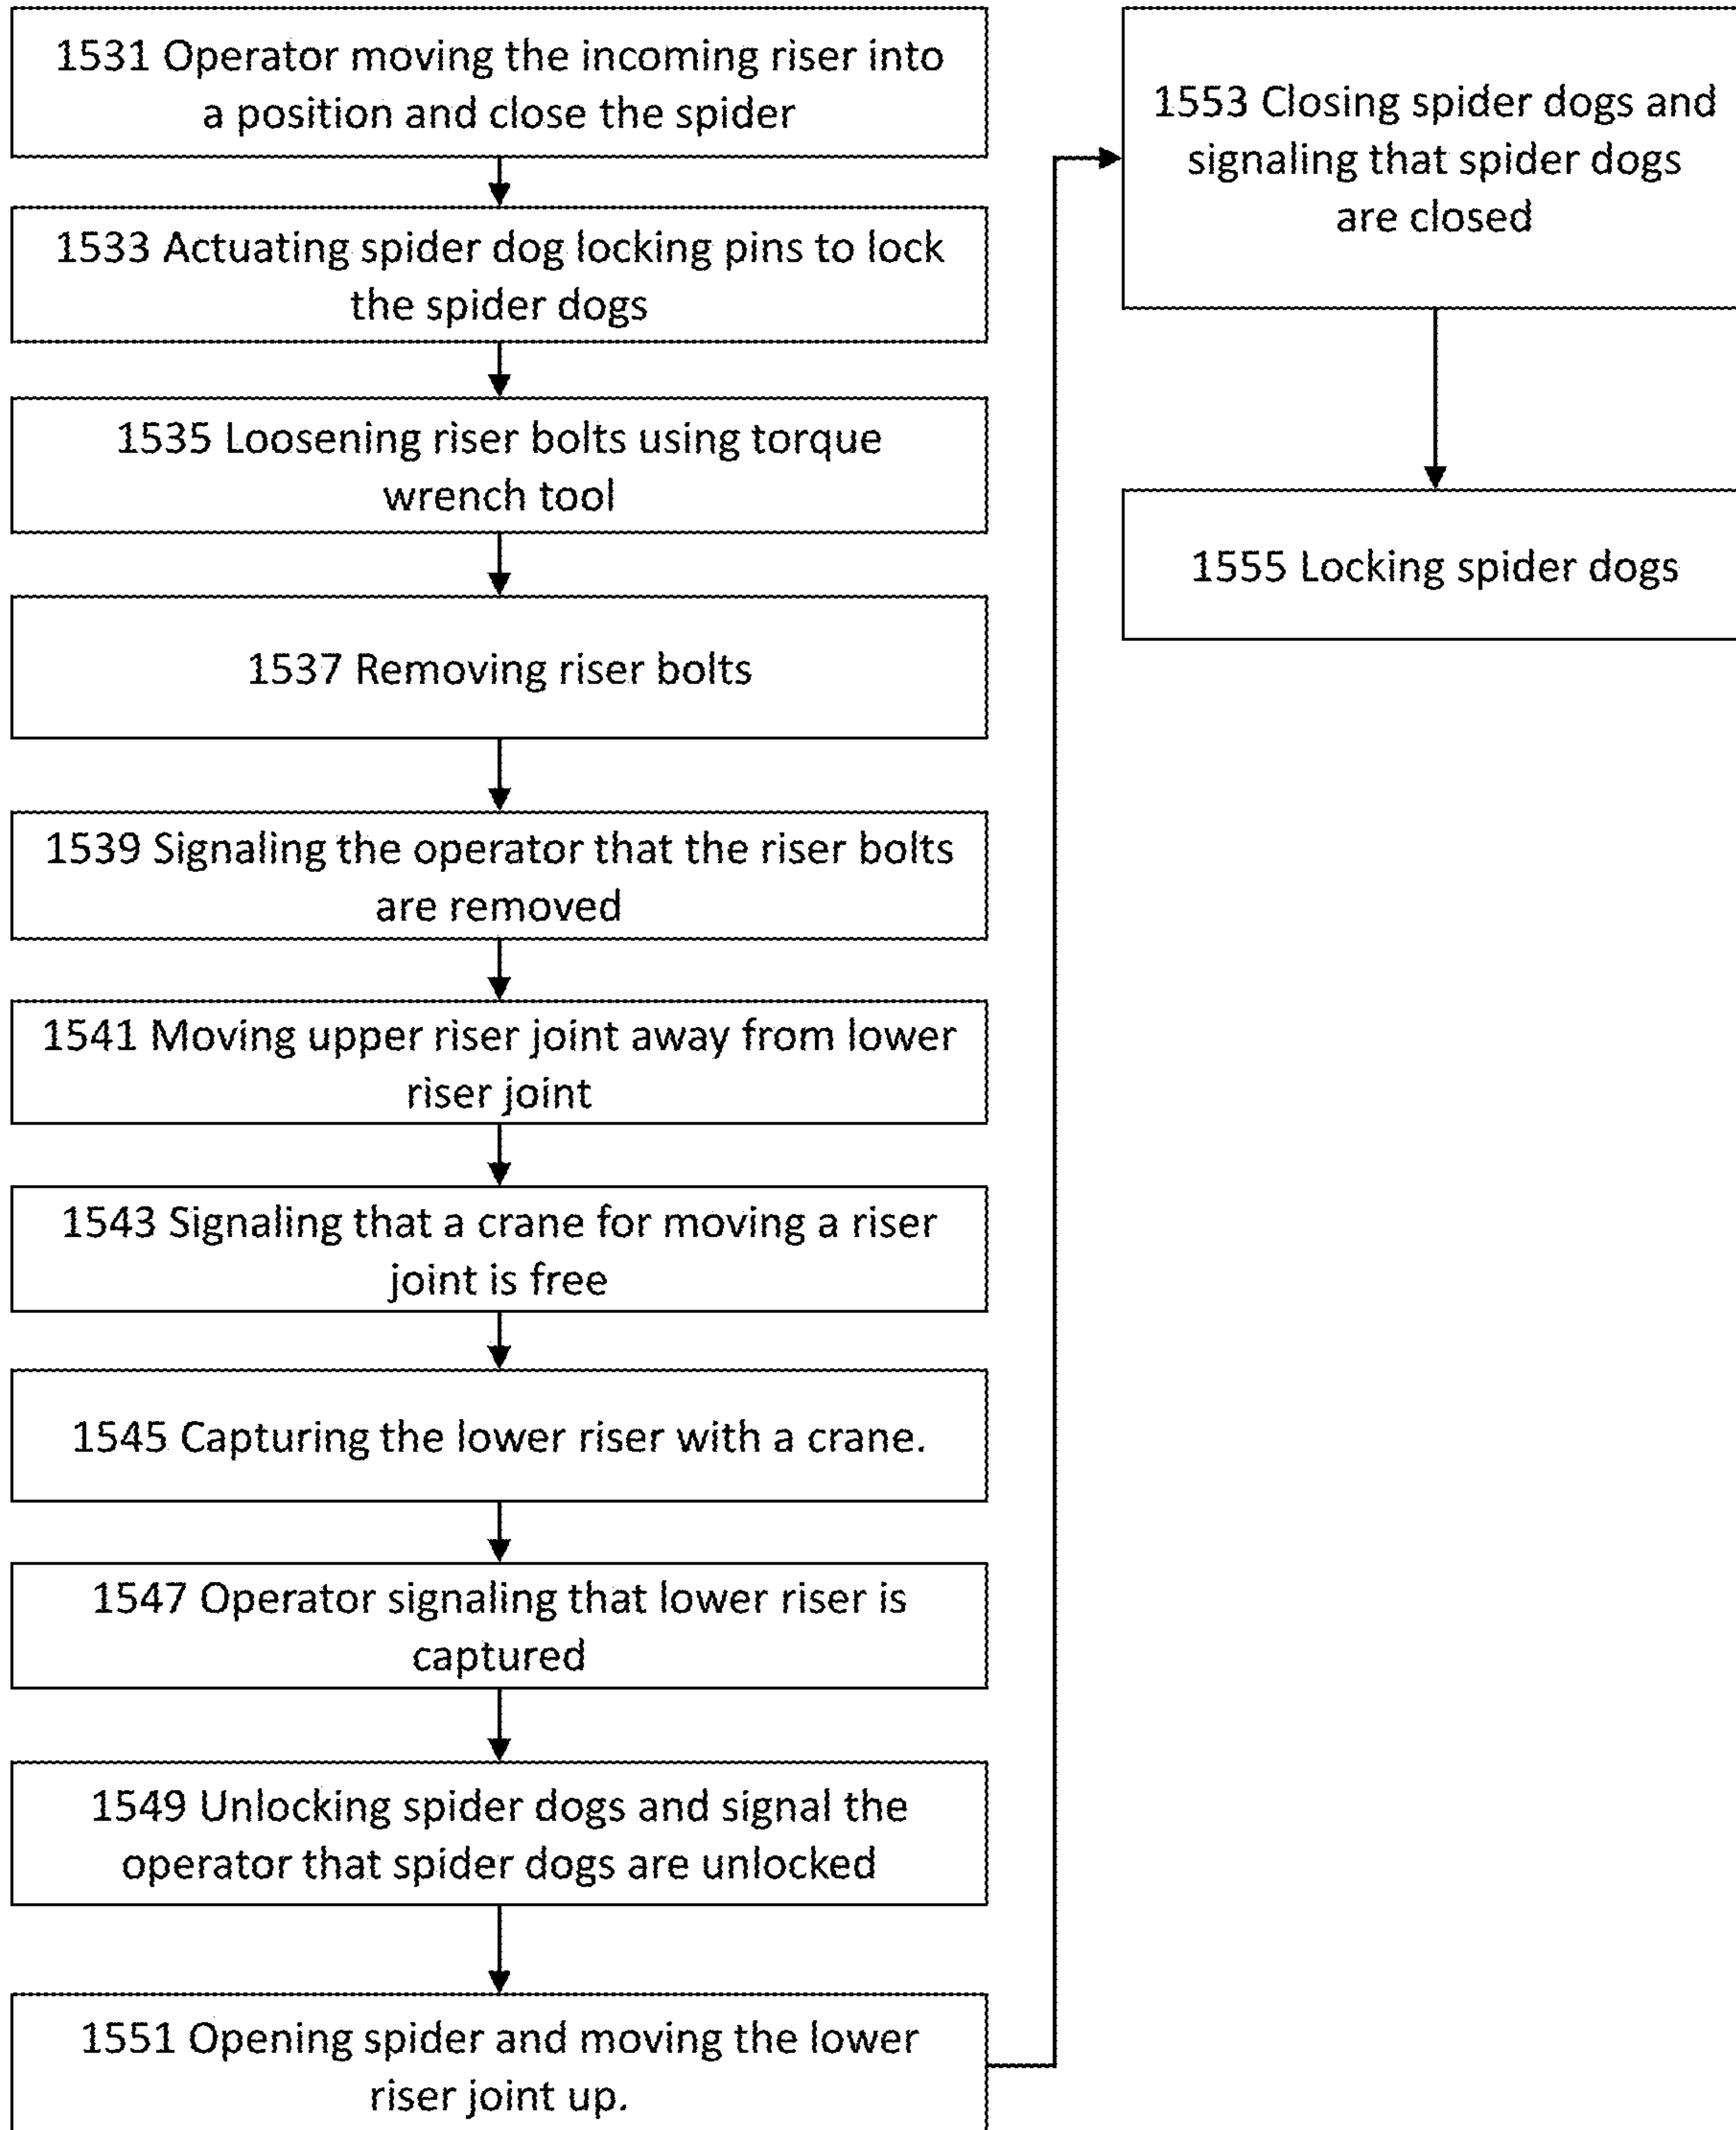 1531 Operator moving the incoming riser into
a position and close the spider
1533 Actuating spider dog locking pins to lock
the spider dogs
1535 Loosening riser bolts using torque
wrench tool
1537 Removing riser bolts
1539 Signaling the operator that the riser bolts
are removed
1541 Moving upper riser joint away from lower
riser joint
1543 Signaling that a crane for moving a riser
joint is free
1545 Capturing the lower riser with a crane.
1547 Operator signaling that lower riser is
captured
1549 Unlocking spider dogs and signal the
operator that spider dogs are unlocked
1551 Opening spider and moving the lower
riser joint up.
1553 Closing spider dogs and
signaling that spider dogs
are closed
1555 Locking spider dogs